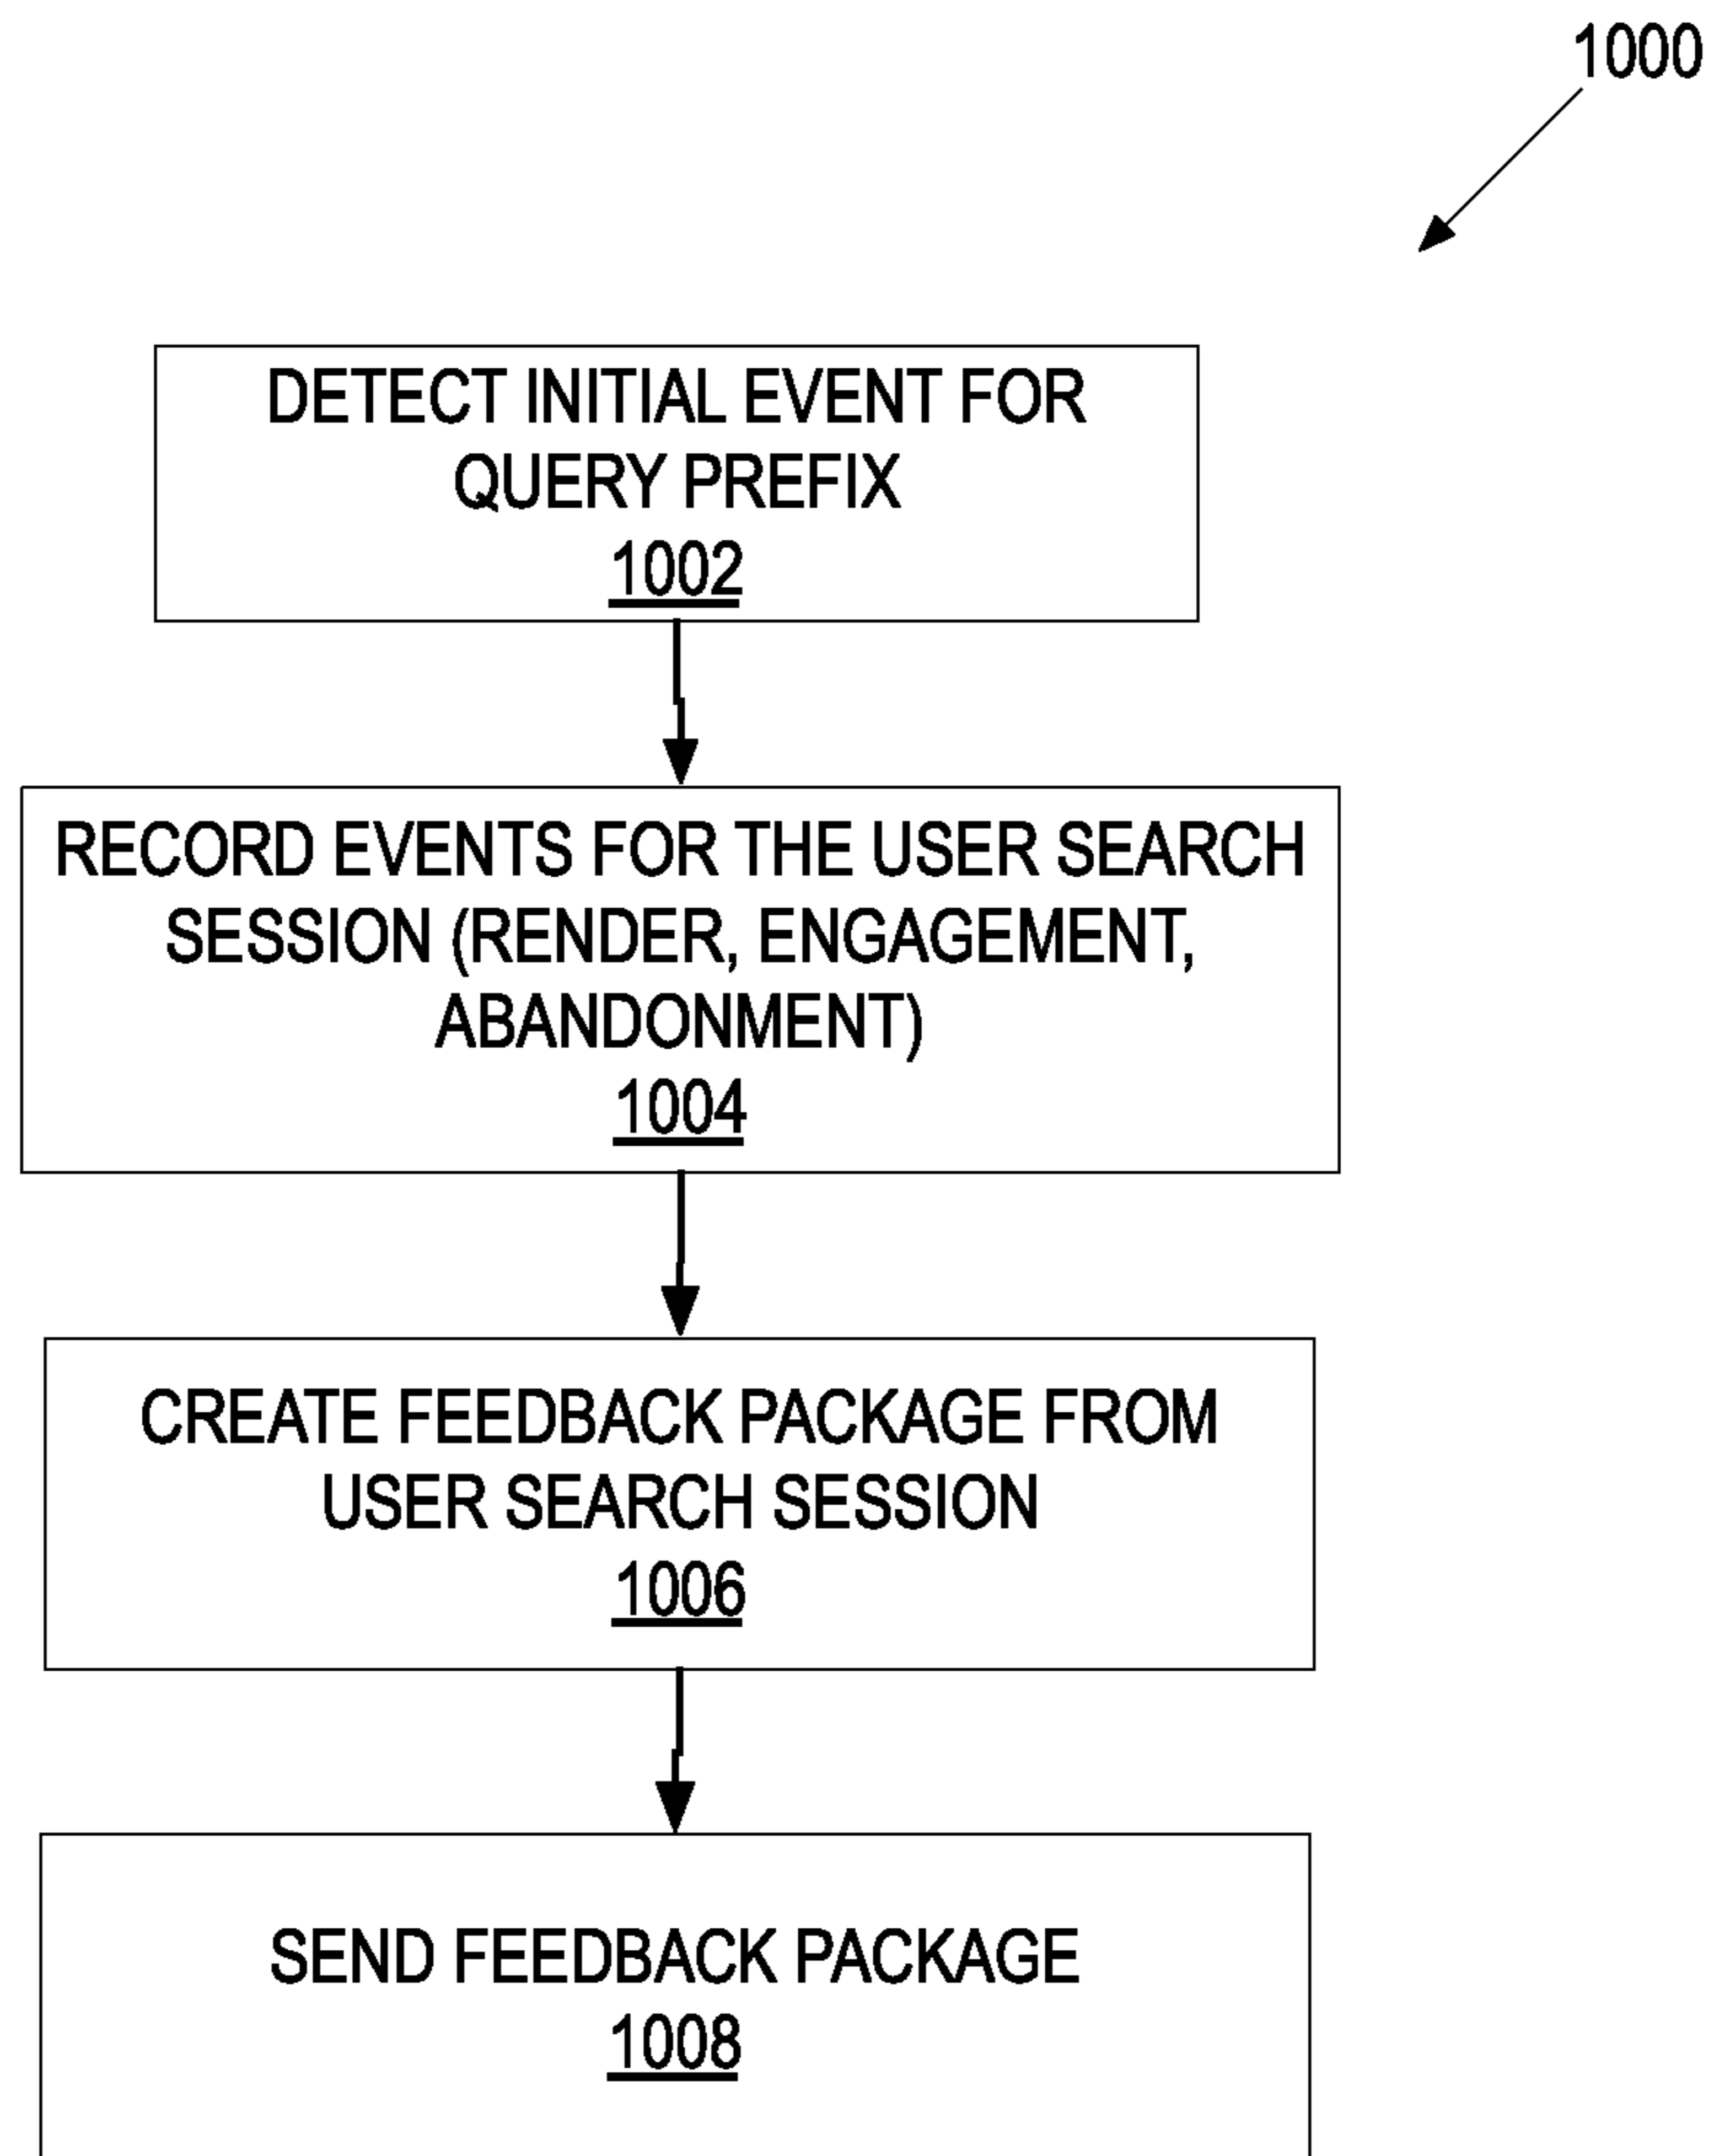 1000
DETECT INITIAL EVENT FOR
QUERY PREFIX
1002
RECORD EVENTS FOR THE USER SEARCH
SESSION (RENDER, ENGAGEMENT,
ABANDONMENT)
1004
CREATE FEEDBACK PACKAGE FROM
USER SEARCH SESSION
1006
SEND FEEDBACK PACKAGE
1008